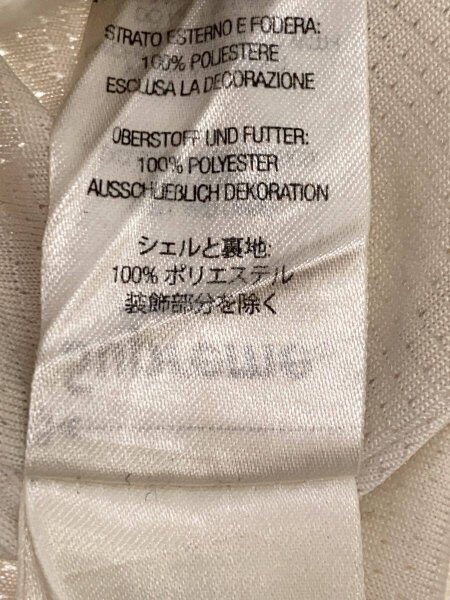 STRATO ESTERNO E FODERA:
100% POLIESTERE
ESCLUSA LA DECORAZIONE
OBERSTOFF UND FUTTER:
100% POLYESTER
AUSSCHLIEßLICH DEKORATION
シェルと裏地:
100% ポリエステル
装飾部分を除く